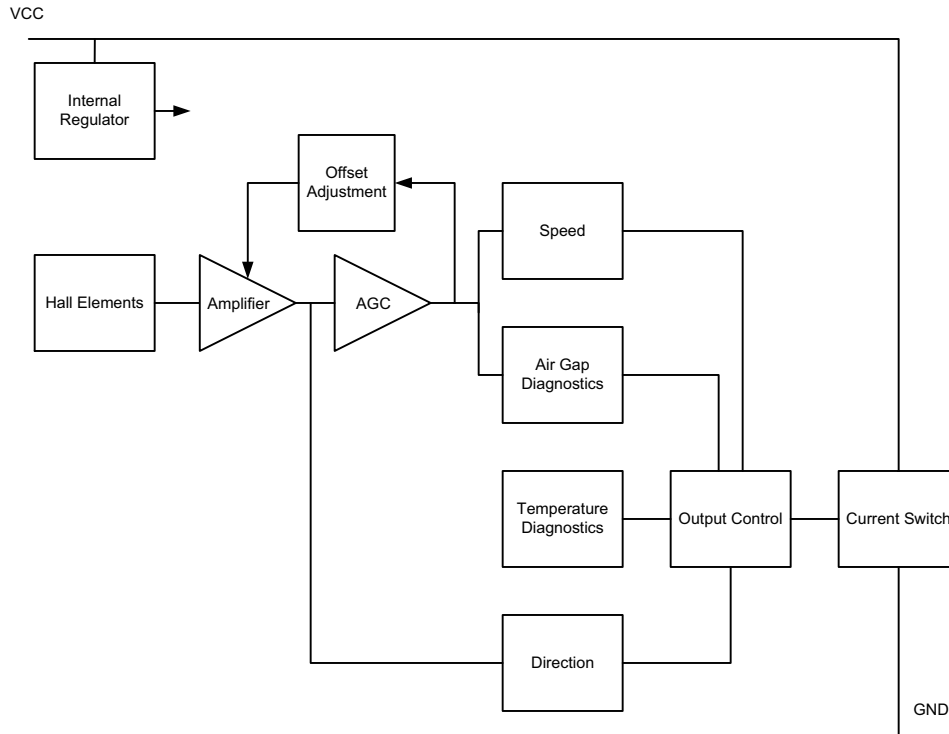 VCC
Internal
Regulator
Offset
Adjustment
Speed
Hall Elements
Amplifier
AGC
Air Gap
Diagnostics
Temperature
Diagnostics
Output Control
Current Switch
Direction
GND